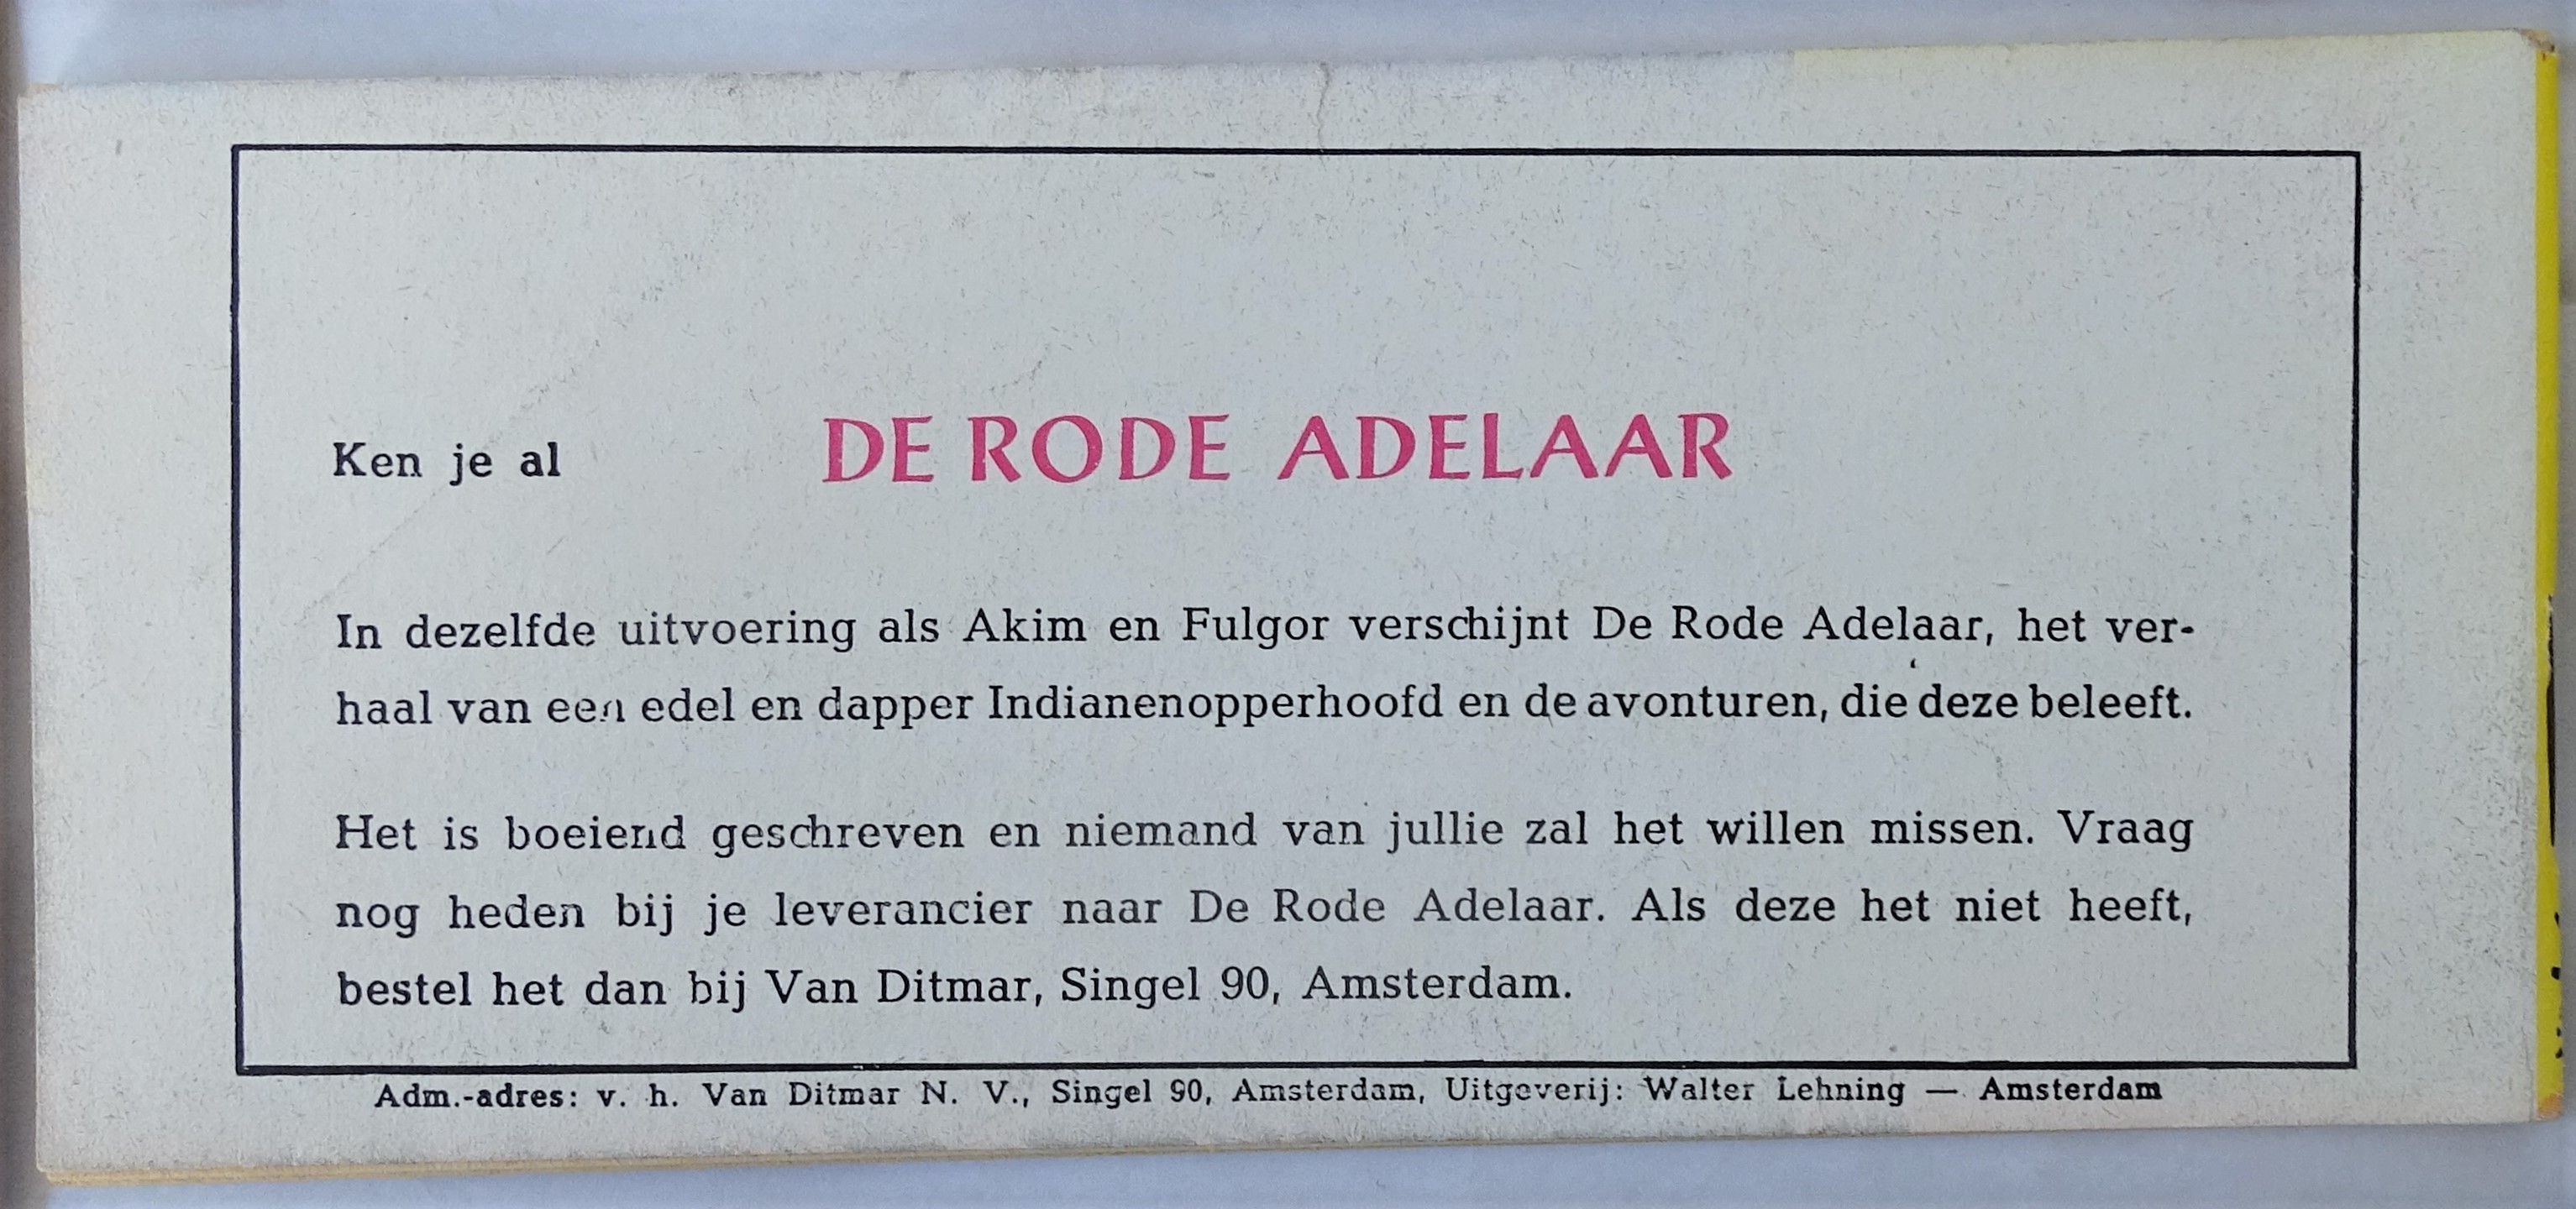 Ken je al DE RODE ADELAAR
In dezelfde uitvoering als Akim en Fulgor verschijnt De Rode Adelaar, het ver-
haal van een edel en dapper Indianenopperhoofd en de avonturen, die deze beleeft.
Het is boeiend geschreven en niemand van jullie zal het willen missen. Vraag
nog heden bij je leverancier naar De Rode Adelaar. Als deze het niet heeft,
bestel het dan bij Van Ditmar, Singel 90, Amsterdam.
Adm.-adres: v. h. Van Ditmar N. V., Singel 90, Amsterdam, Uitgeverij: Walter Lehning — Amsterdam